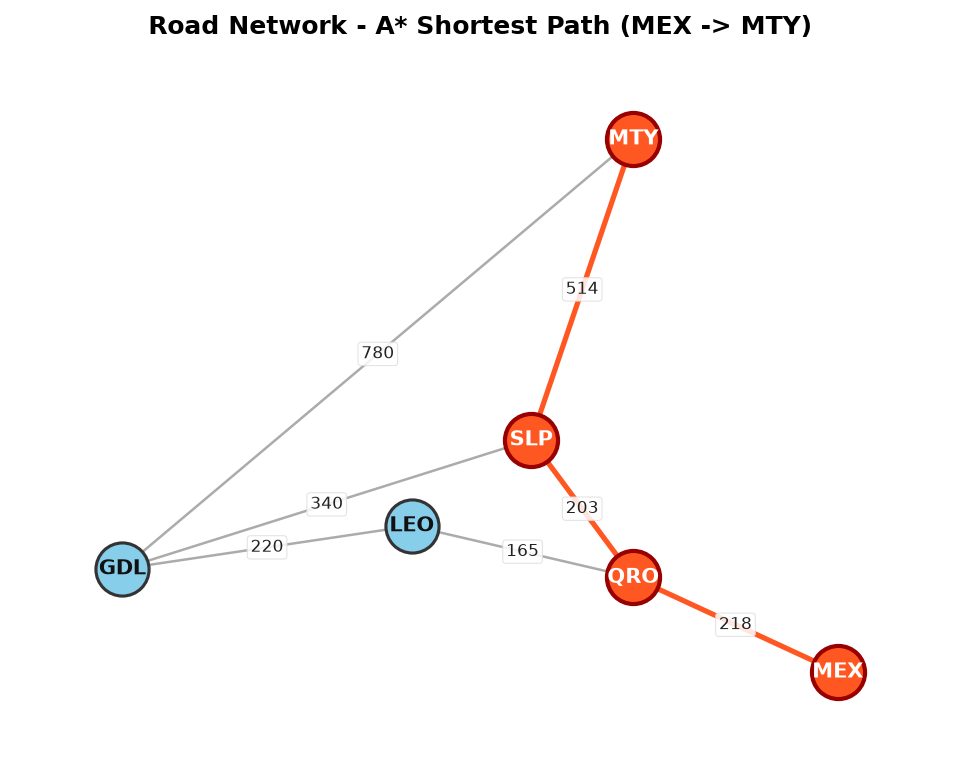 Road Network - A* Shortest Path (MEX -> MTY)
MTY
514
780
SLP
340
203
LEO
220
165
GDL
QRO
218
MEX